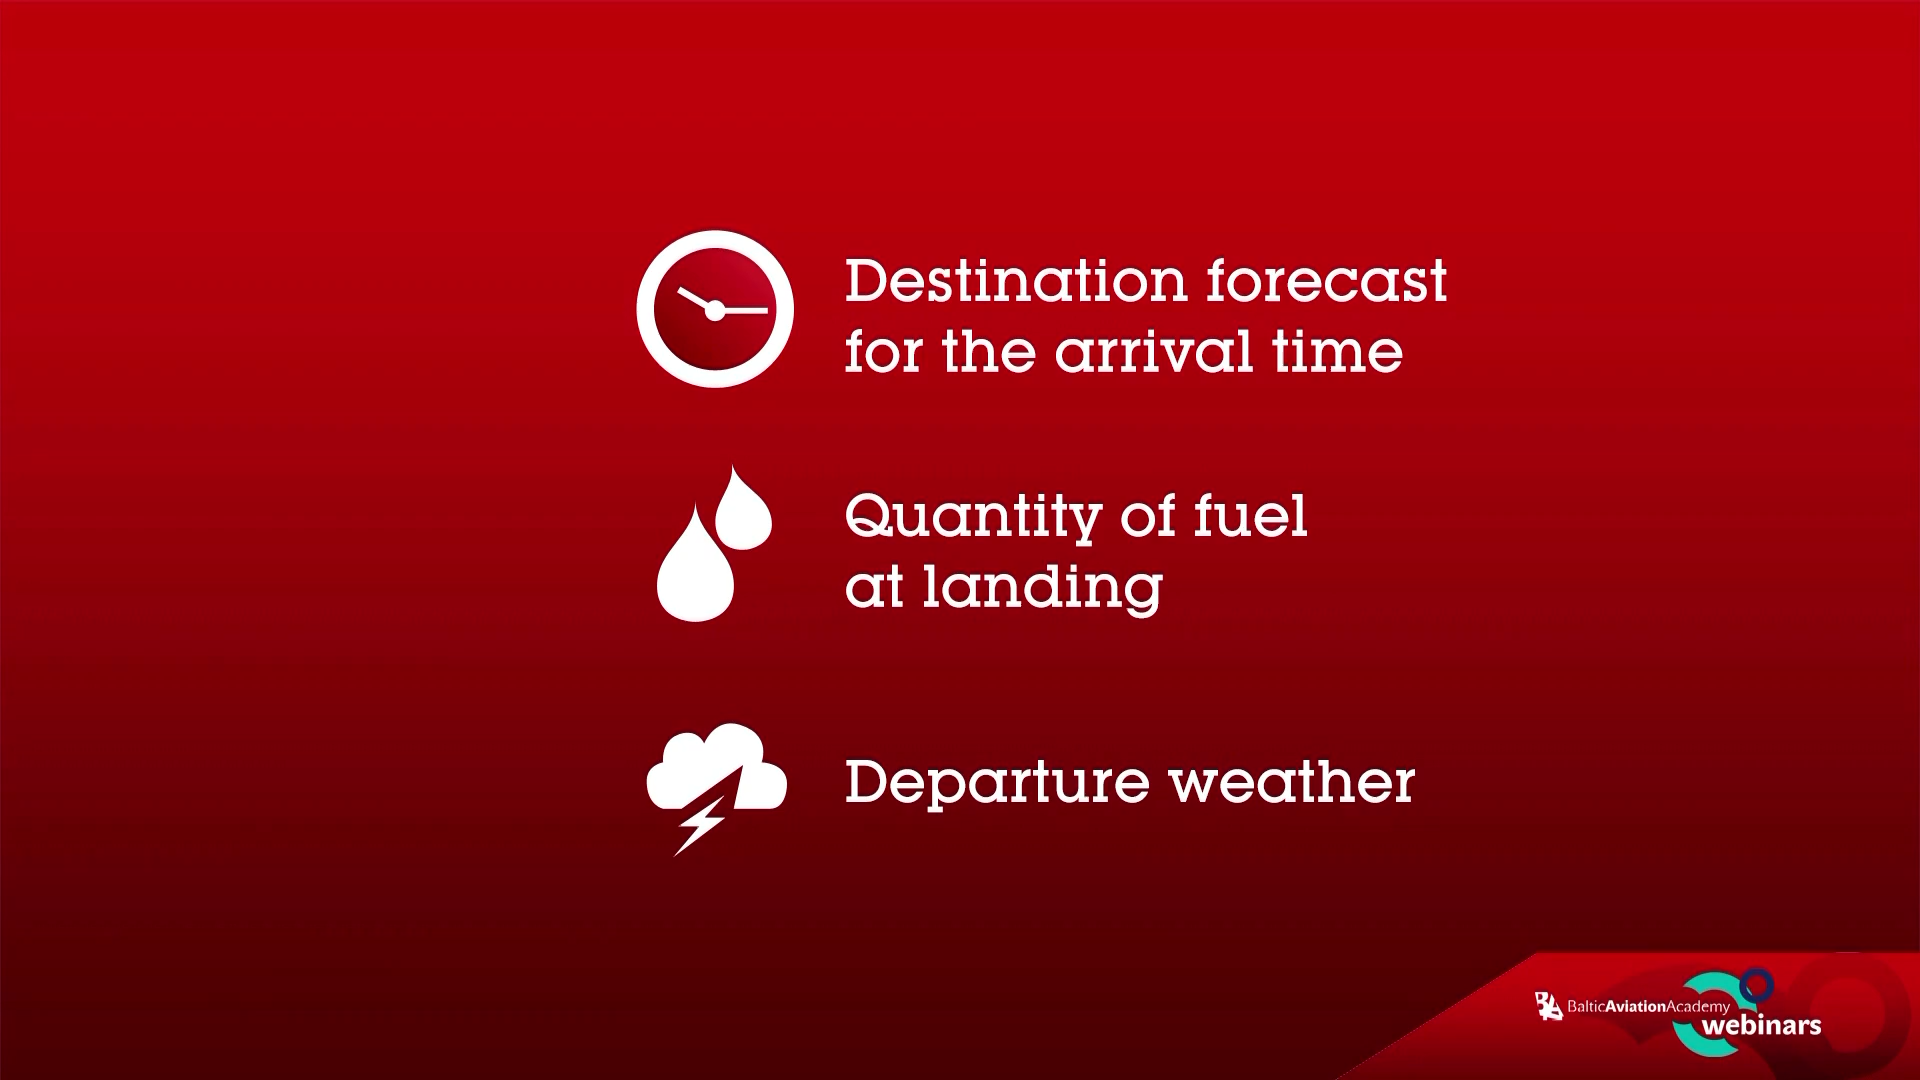 Destination forecast
for the arrival time
Quantity of fuel
at landing
Departure weather
BalticAviationAcademy
webinars